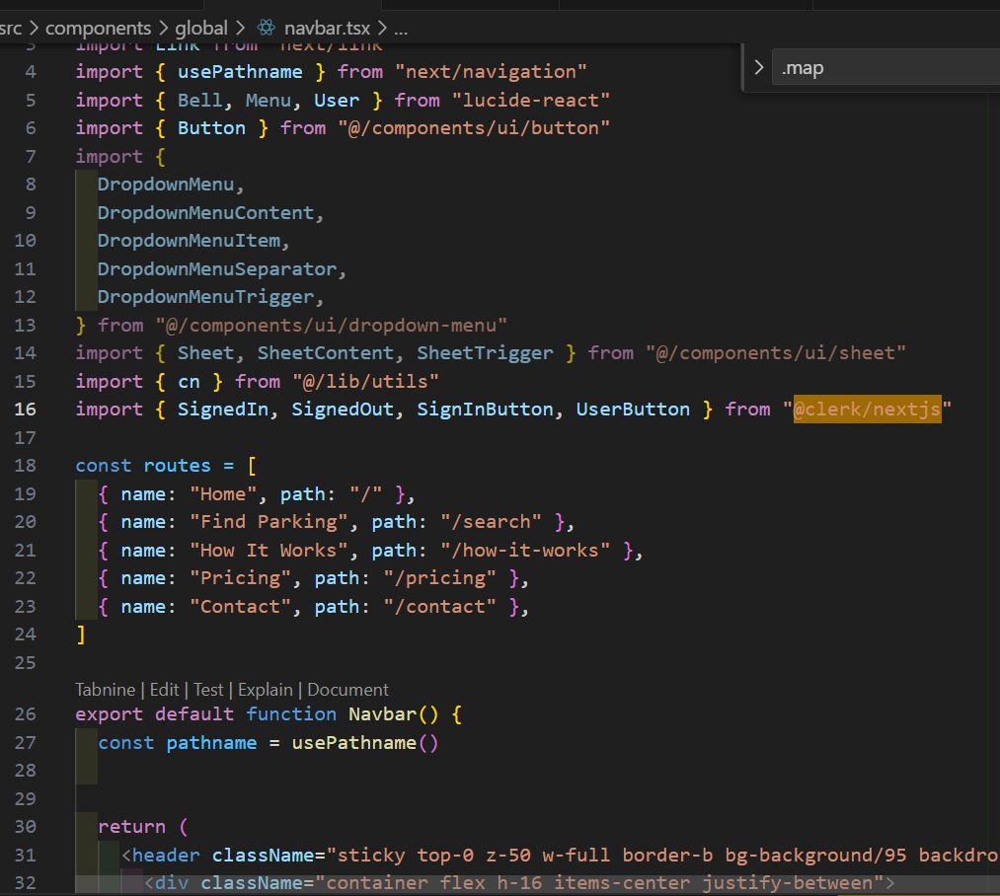 src > components > global > navbar.tsx > ...
.map
3 import Link from "next/link"
4 import { usePathname } from "next/navigation"
5 import { Bell, Menu, User } from "lucide-react"
6 import { Button } from "@/components/ui/button"
7 import {
8 DropdownMenu,
9 DropdownMenuContent,
10 DropdownMenuItem,
11 DropdownMenuSeparator,
12 DropdownMenuTrigger,
13 } from "@/components/ui/dropdown-menu"
14 import { Sheet, SheetContent, SheetTrigger } from "@/components/ui/sheet"
15 import { cn } from "@/lib/utils"
16 import { SignedIn, SignedOut, SignInButton, UserButton } from "@clerk/nextjs"
17
18 const routes = [
19 { name: "Home", path: "/" },
20 { name: "Find Parking", path: "/search" },
21 { name: "How It Works", path: "/how-it-works" },
22 { name: "Pricing", path: "/pricing" },
23 { name: "Contact", path: "/contact" },
24 ]
25
Tabnine | Edit | Test | Explain | Document
26 export default function Navbar() {
27 const pathname = usePathname()
28
29
30 return (
31 <header className="sticky top-0 z-50 w-full border-b bg-background/95 backdro
32 <div className="container flex h-16 items-center justify-between">